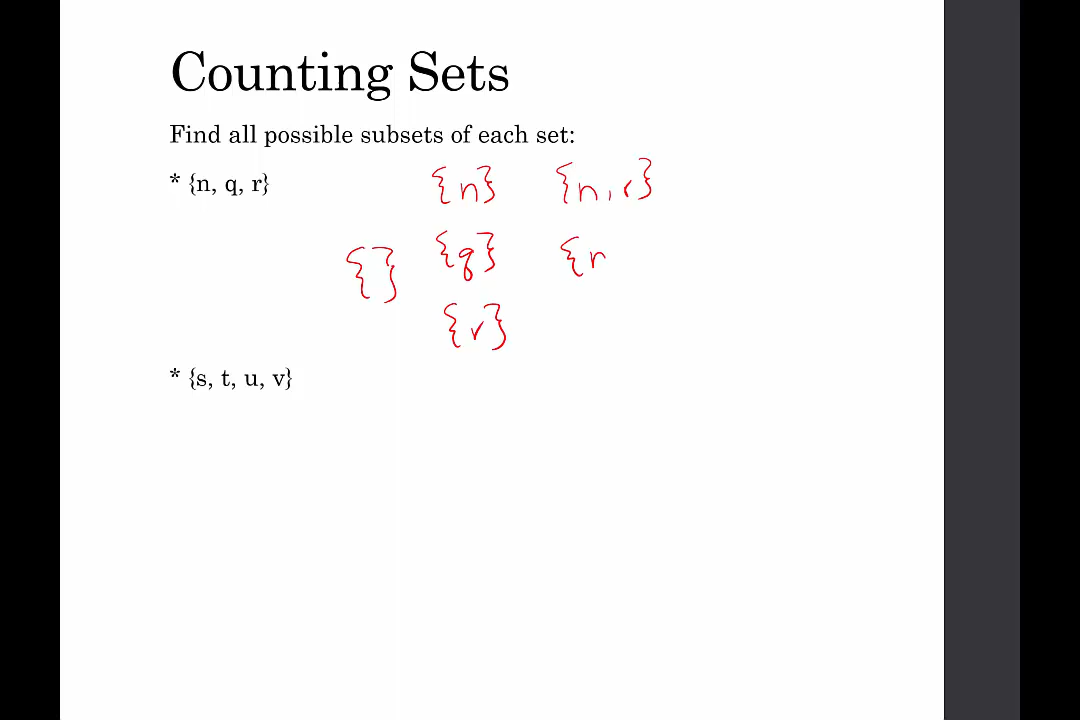 Counting Sets
Find all possible subsets of each set:
* {n, q, r}
{n} {n, r}
{} {q} {n
{r}
* {s, t, u, v}